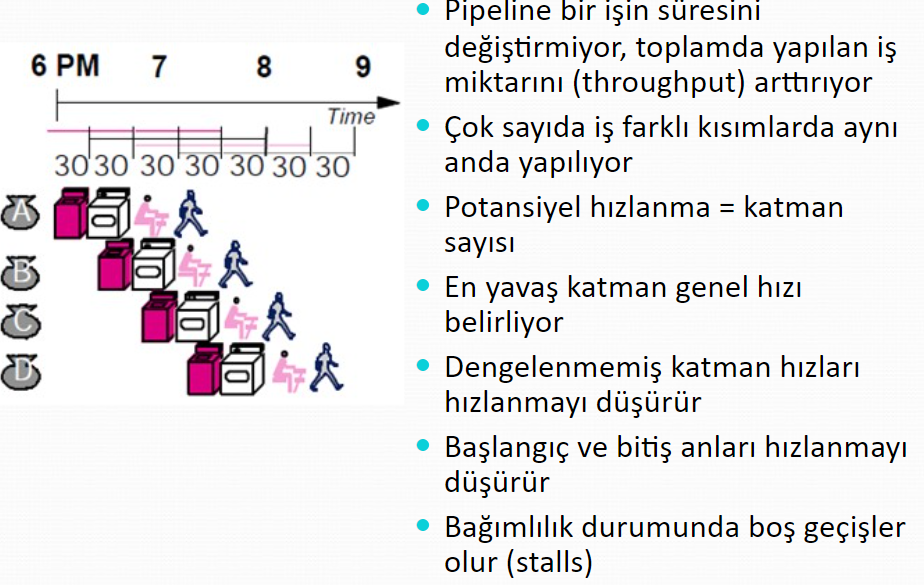 6 PM 7 8 9
Time
30 30 30 30 30 30 30
A
B
C
D
Pipeline bir işin süresini
değiştirmiyor, toplamda yapılan iş
miktarını (throughput) arttırıyor
Çok sayıda iş farklı kısımlarda aynı
anda yapılıyor
Potansiyel hızlanma = katman
sayısı
En yavaş katman genel hızı
belirliyor
Dengelenmemiş katman hızları
hızlanmayı düşürür
Başlangıç ve bitiş anları hızlanmayı
düşürür
Bağımlılık durumunda boş geçişler
olur (stalls)